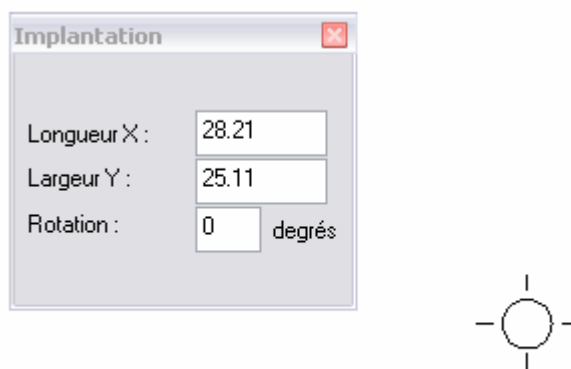 Implantation
Longueur X : 28.21
Largeur Y : 25.11
Rotation : 0 degrés